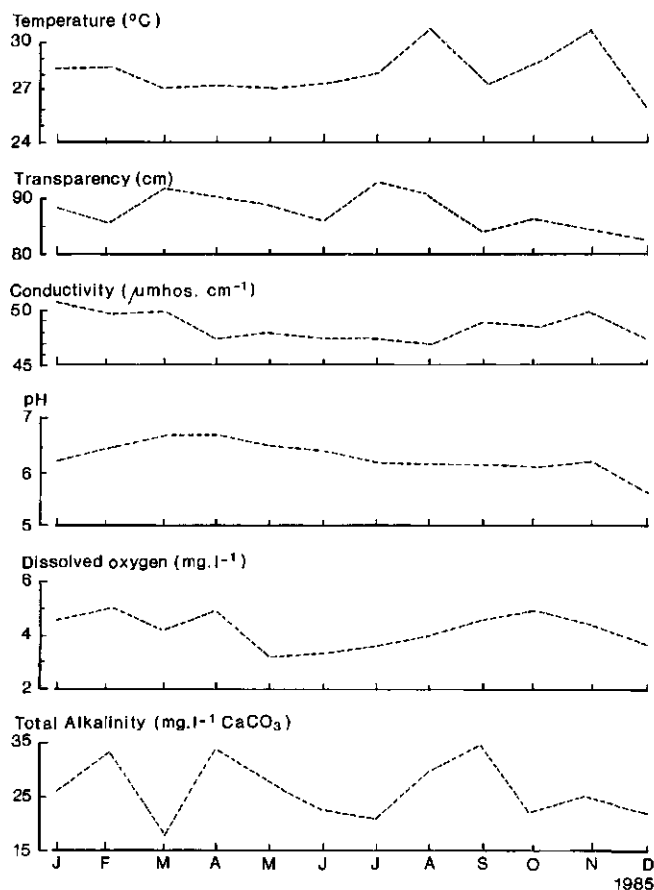 Temperature (ºC)
30
27
24
Transparency (cm)
90
80
Conductivity (µmhos. cm⁻¹)
50
45
pH
7
6
5
Dissolved oxygen (mg.l⁻¹)
6
4
2
Total Alkalinity (mg.l⁻¹ CaCO₃)
35
25
15
J F M A M J J A S O N D
1985